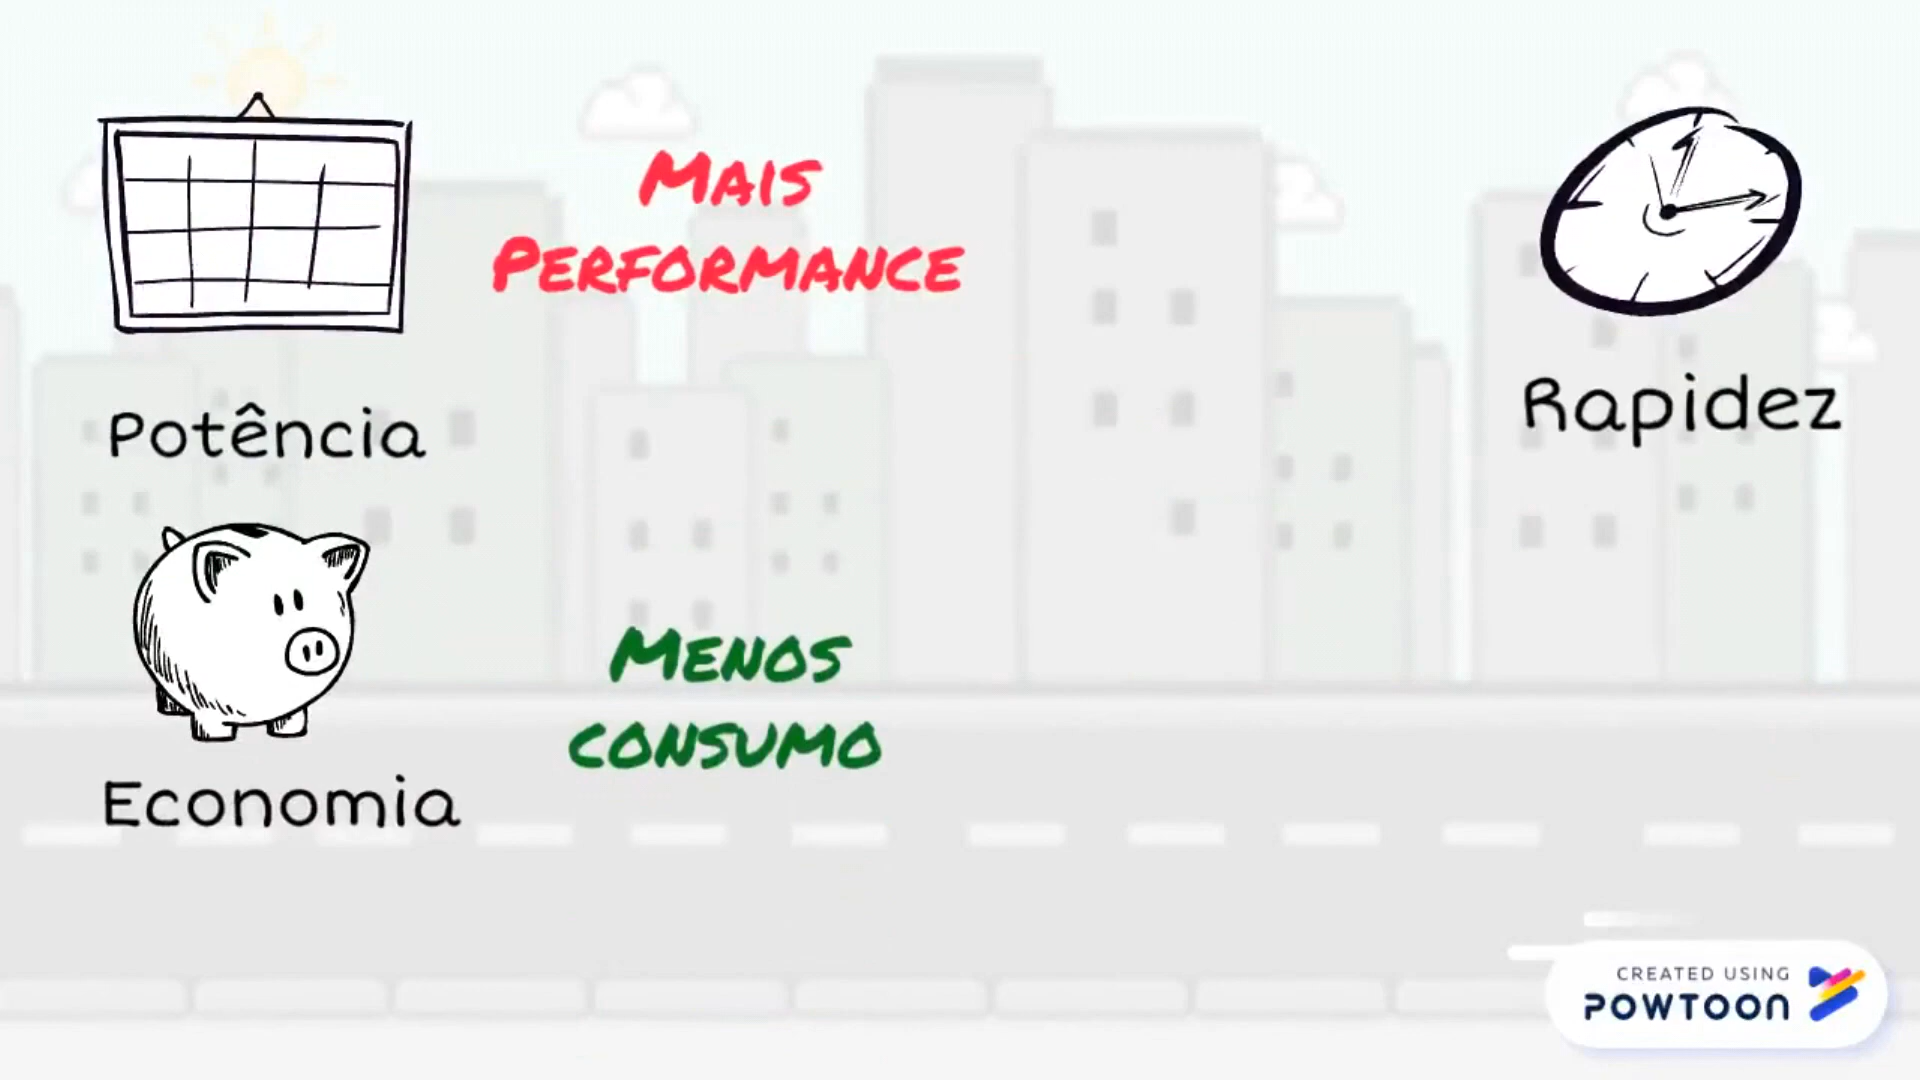 Mais
Performance
Potência
Rapidez
Menos
consumo
Economia
CREATED USING
POWTOON